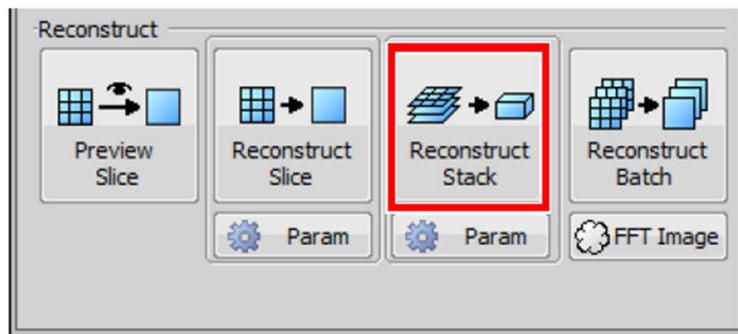 Reconstruct
Preview
Slice
Reconstruct
Slice
Reconstruct
Stack
Reconstruct
Batch
Param
Param
FFT Image